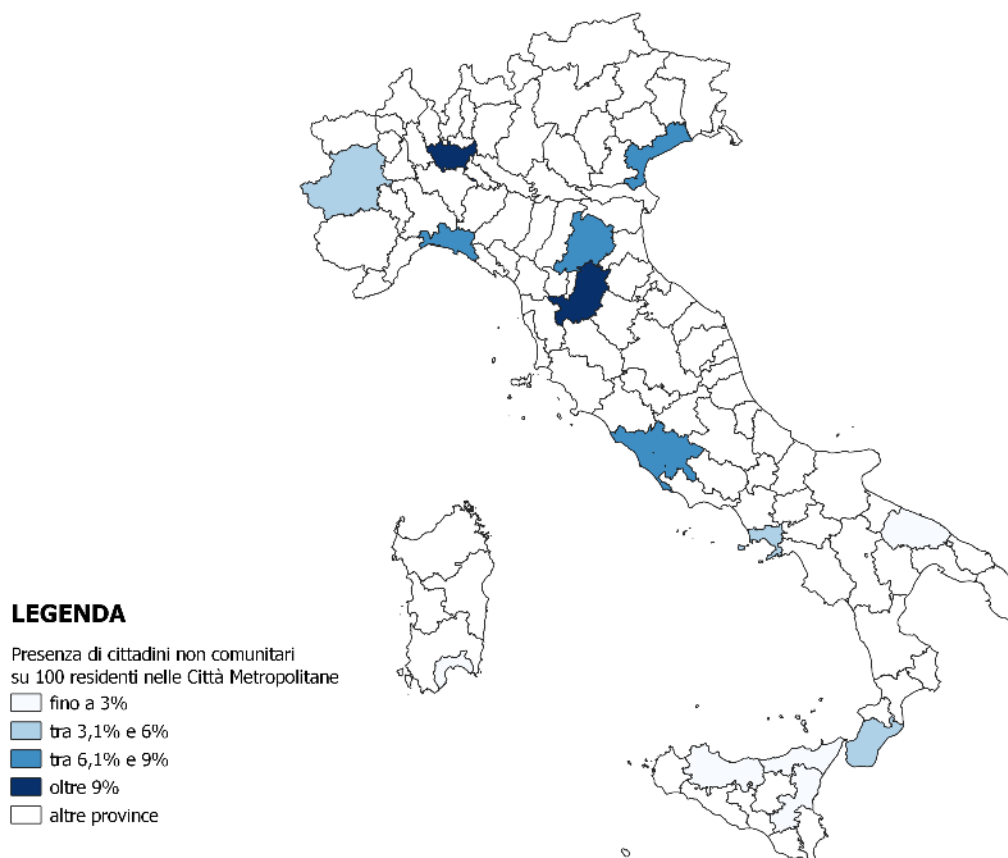 LEGENDA
Presenza di cittadini non comunitari
su 100 residenti nelle Città Metropolitane
fino a 3%
tra 3,1% e 6%
tra 6,1% e 9%
oltre 9%
altre province